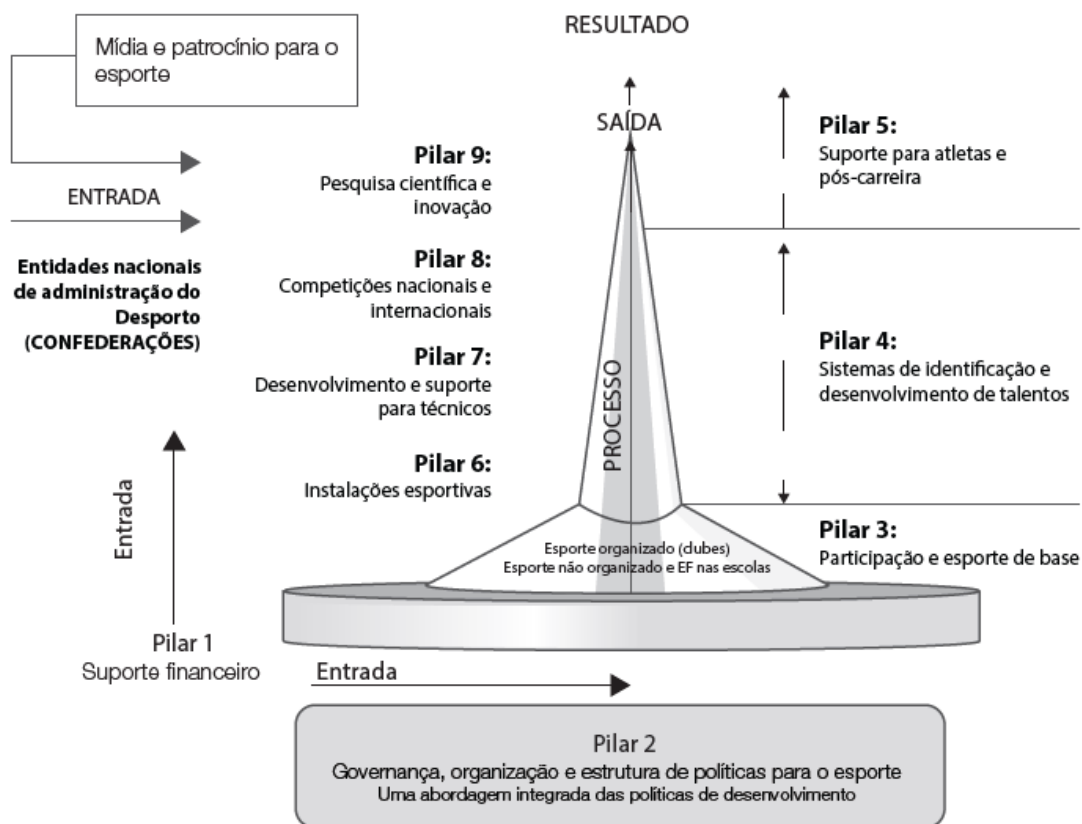 RESULTADO
Mídia e patrocínio para o
esporte
SAÍDA
Pilar 9:
Pesquisa científica e
inovação
Pilar 5:
Suporte para atletas e
pós-carreira
ENTRADA
Entidades nacionais
de administração do
Desporto
(CONFEDERAÇÕES)
Pilar 8:
Competições nacionais e
internacionais
Pilar 7:
Desenvolvimento e suporte
para técnicos
Pilar 6:
Instalações esportivas
PROCESSO
Pilar 4:
Sistemas de identificação e
desenvolvimento de talentos
Pilar 3:
Participação e esporte de base
Esporte organizado (clubes)
Esporte não organizado e EF nas escolas
Entrada
Pilar 1
Suporte financeiro
Entrada
Pilar 2
Governança, organização e estrutura de políticas para o esporte
Uma abordagem integrada das políticas de desenvolvimento